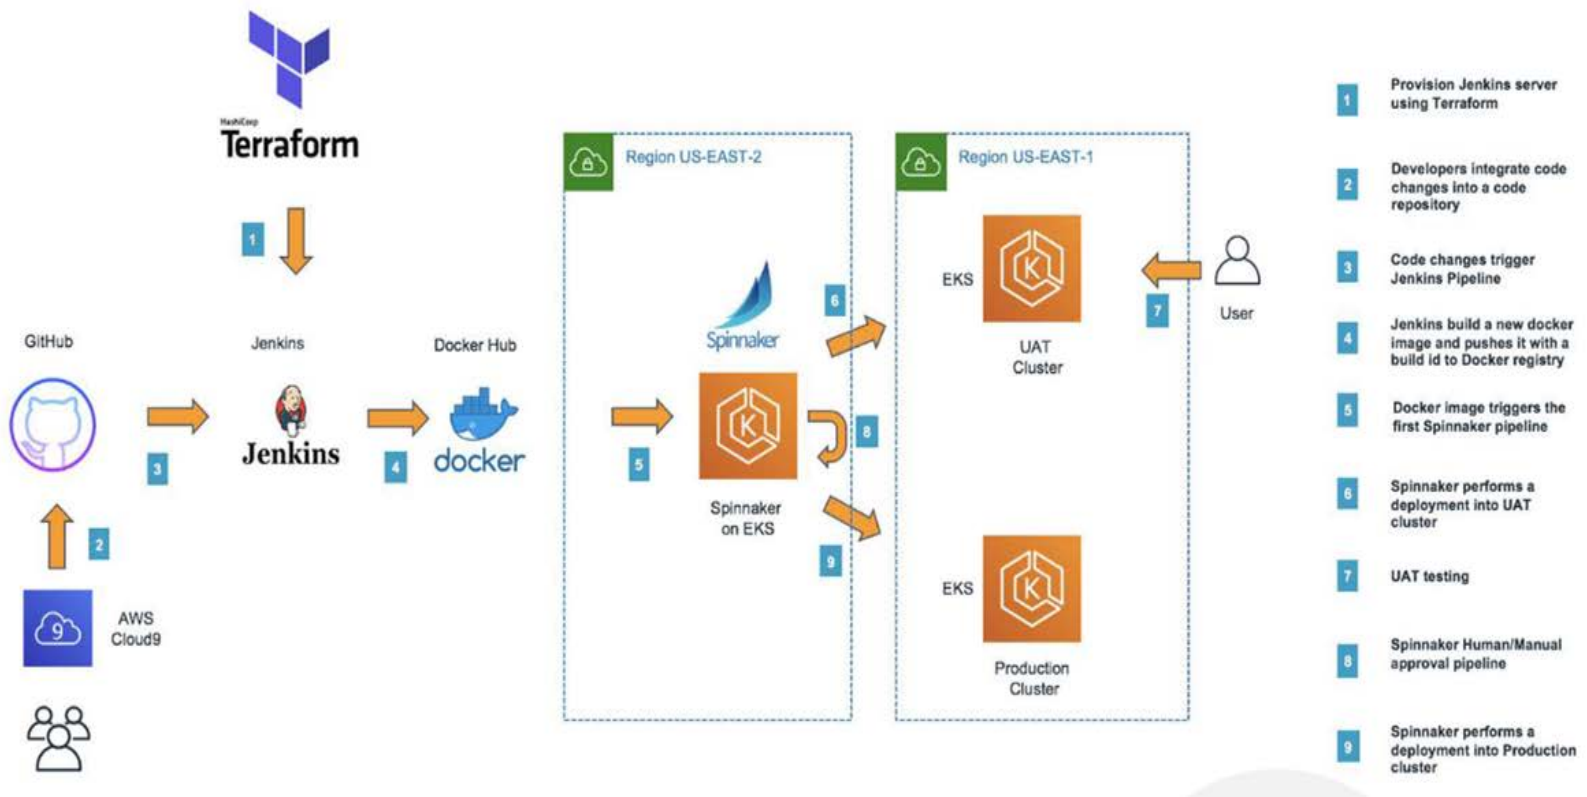 HashiCorp
Terraform
1
GitHub
Jenkins
Docker Hub
3
Jenkins
4
docker
2
9
AWS
Cloud9
Region US-EAST-2
Spinnaker
6
5
K
8
Spinnaker
on EKS
9
Region US-EAST-1
EKS
K
UAT
Cluster
7
User
EKS
K
Production
Cluster
1
Provision Jenkins server
using Terraform
2
Developers integrate code
changes into a code
repository
3
Code changes trigger
Jenkins Pipeline
4
Jenkins build a new docker
image and pushes it with a
build id to Docker registry
5
Docker image triggers the
first Spinnaker pipeline
6
Spinnaker performs a
deployment into UAT
cluster
7
UAT testing
8
Spinnaker Human/Manual
approval pipeline
9
Spinnaker performs a
deployment into Production
cluster